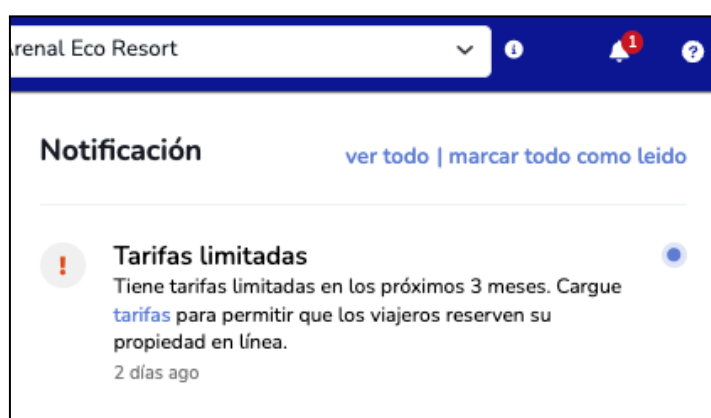 renal Eco Resort
1
Notificación
ver todo | marcar todo como leido
Tarifas limitadas
Tiene tarifas limitadas en los próximos 3 meses. Cargue
tarifas para permitir que los viajeros reserven su
propiedad en línea.
2 días ago